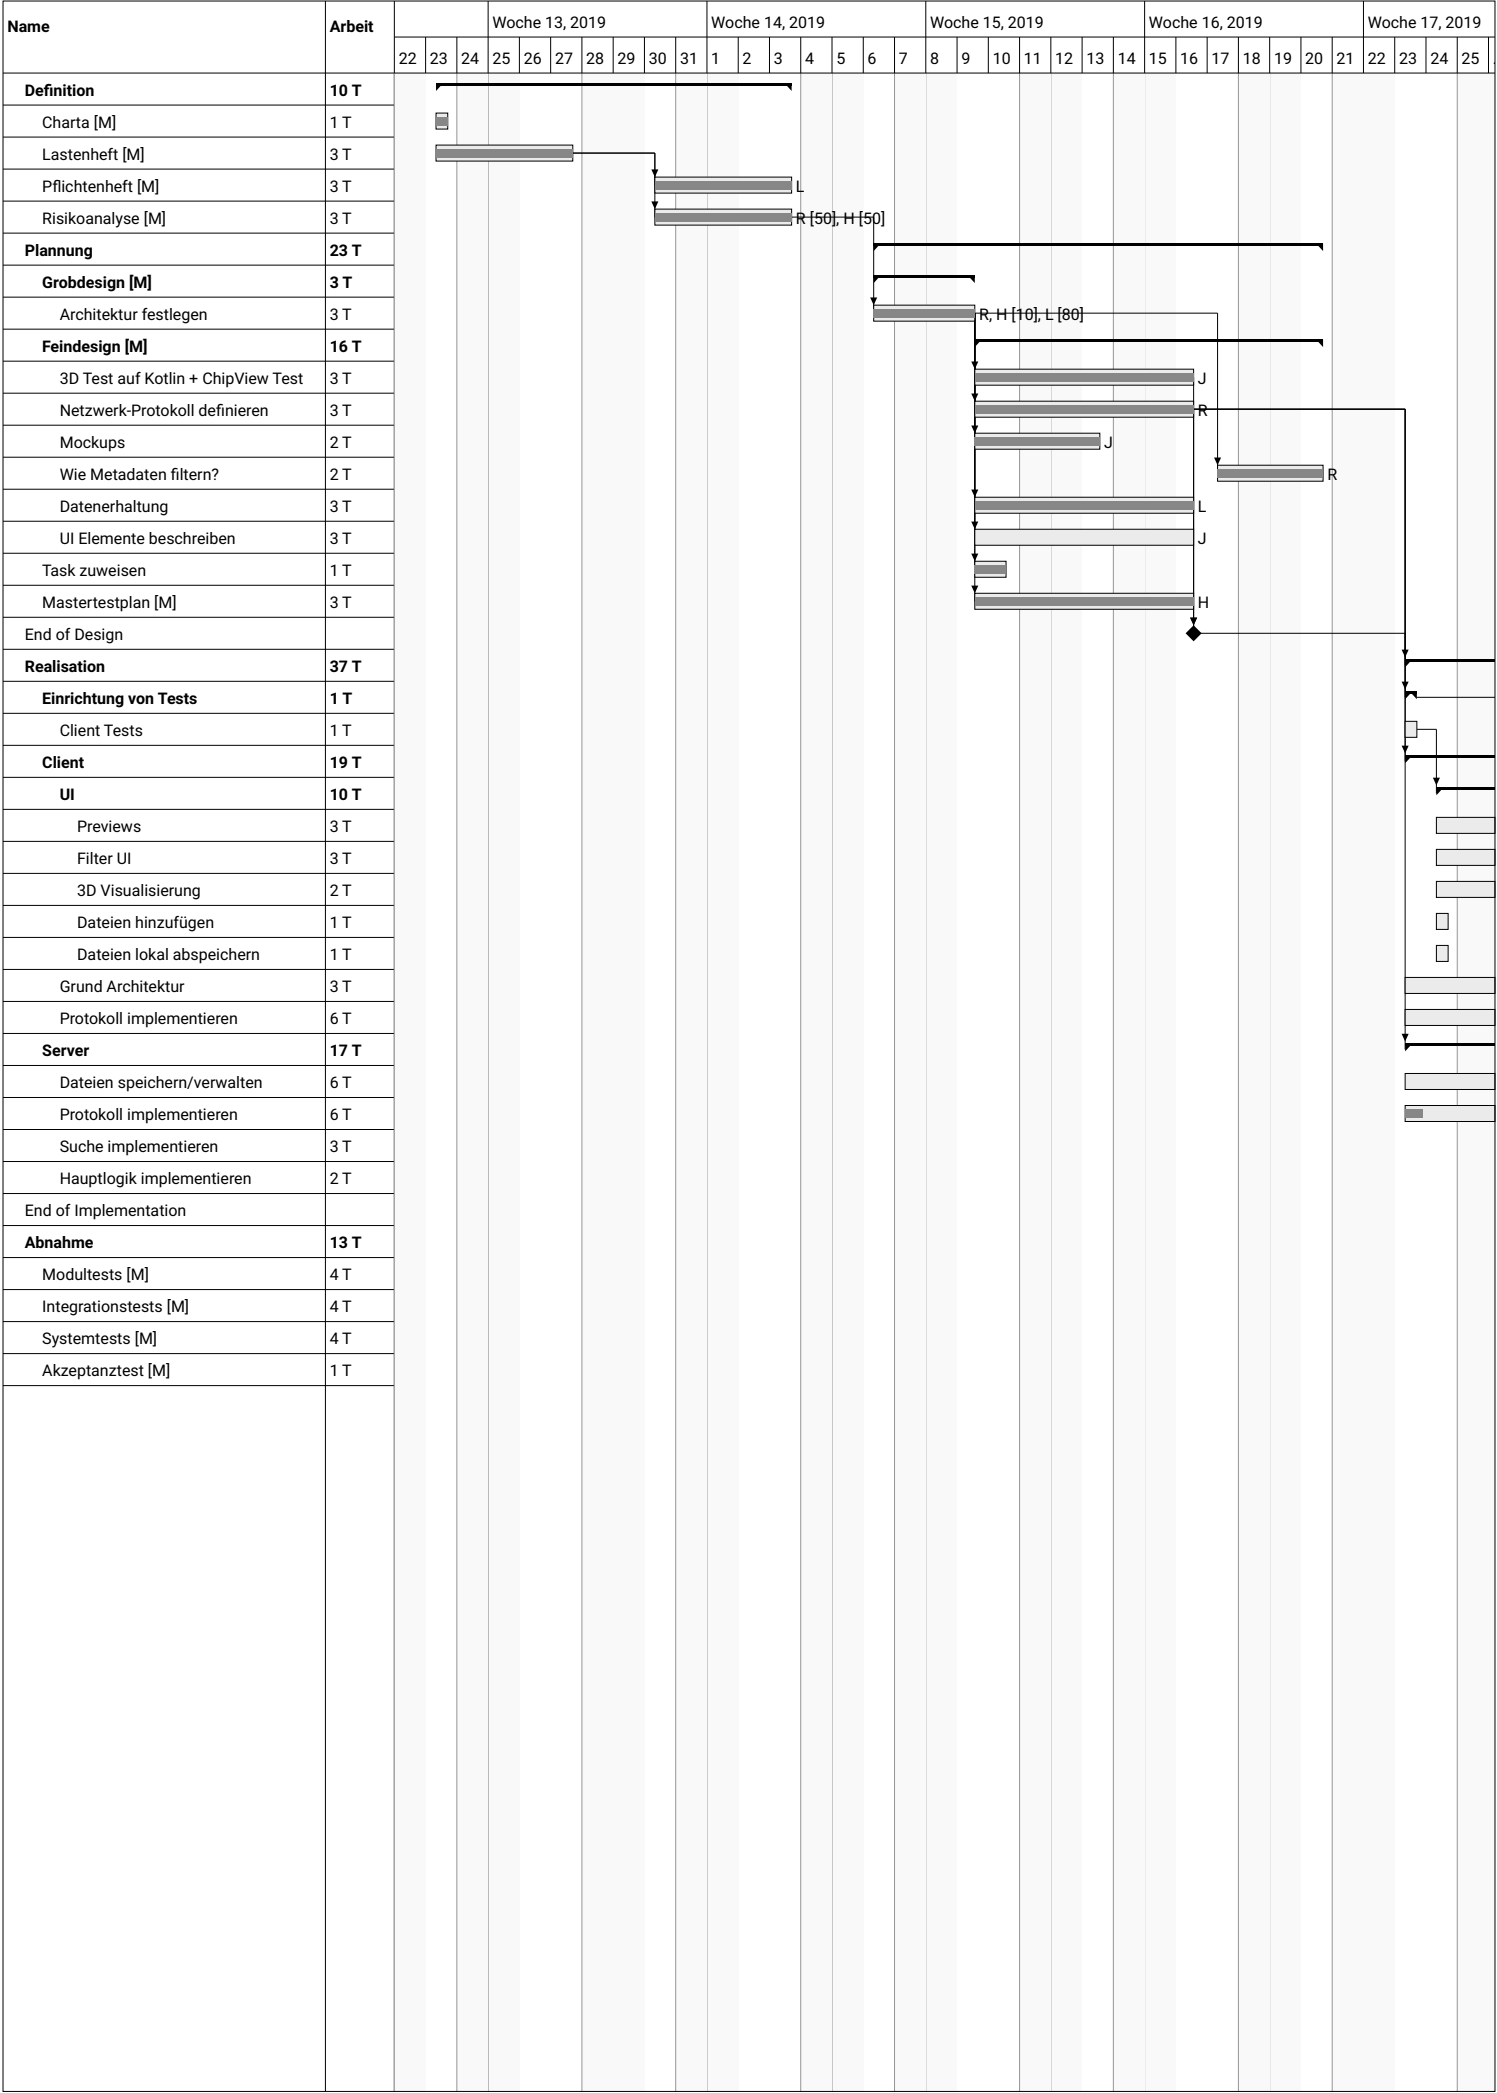 Name Arbeit Woche 13, 2019 Woche 14, 2019 Woche 15, 2019 Woche 16, 2019 Woche 17, 2019
22 23 24 25 26 27 28 29 30 31 1 2 3 4 5 6 7 8 9 10 11 12 13 14 15 16 17 18 19 20 21 22 23 24 25
Definition 10 T
Charta [M] 1 T
Lastenheft [M] 3 T
Pflichtenheft [M] 3 T L
Risikoanalyse [M] 3 T R [50], H [50]
Plannung 23 T
Grobdesign [M] 3 T
Architektur festlegen 3 T R, H [10], L [80]
Feindesign [M] 16 T
3D Test auf Kotlin + ChipView Test 3 T J
Netzwerk-Protokoll definieren 3 T R
Mockups 2 T J
Wie Metadaten filtern? 2 T R
Datenerhaltung 3 T L
UI Elemente beschreiben 3 T J
Task zuweisen 1 T
Mastertestplan [M] 3 T H
End of Design
Realisation 37 T
Einrichtung von Tests 1 T
Client Tests 1 T
Client 19 T
UI 10 T
Previews 3 T
Filter UI 3 T
3D Visualisierung 2 T
Dateien hinzufügen 1 T
Dateien lokal abspeichern 1 T
Grund Architektur 3 T
Protokoll implementieren 6 T
Server 17 T
Dateien speichern/verwalten 6 T
Protokoll implementieren 6 T
Suche implementieren 3 T
Hauptlogik implementieren 2 T
End of Implementation
Abnahme 13 T
Modultests [M] 4 T
Integrationstests [M] 4 T
Systemtests [M] 4 T
Akzeptanztest [M] 1 T